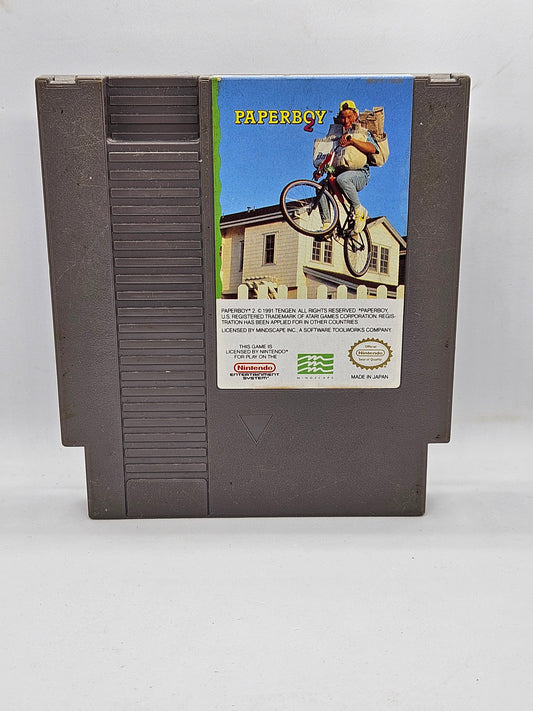 PAPERBOY™
2
PAPERBOY® 2. © 1991 TENGEN. ALL RIGHTS RESERVED. *PAPERBOY,
U.S. REGISTERED TRADEMARK OF ATARI GAMES CORPORATION. REGIS-
TRATION HAS BEEN APPLIED FOR IN OTHER COUNTRIES.
LICENSED BY MINDSCAPE INC., A SOFTWARE TOOLWORKS COMPANY.
THIS GAME IS
LICENSED BY NINTENDO®
FOR PLAY ON THE
Nintendo
ENTERTAINMENT
SYSTEM®
MINDSCAPE
Official
Nintendo
Seal of Quality
MADE IN JAPAN